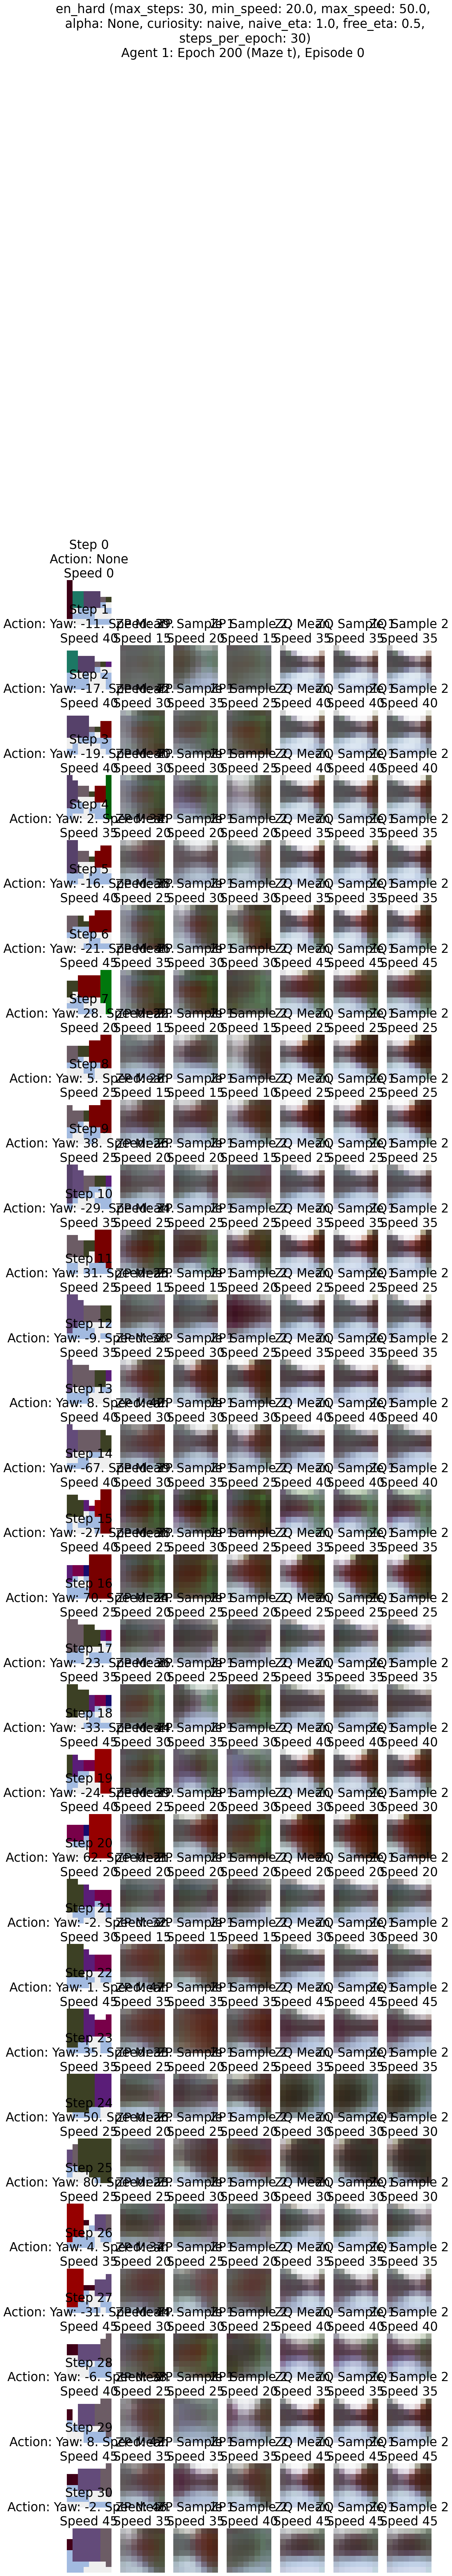 en_hard (max_steps: 30, min_speed: 20.0, max_speed: 50.0,
alpha: None, curiosity: naive, naive_eta: 1.0, free_eta: 0.5,
steps_per_epoch: 30)
Agent 1: Epoch 200 (Maze t), Episode 0
Step 0
Action: None
Speed 0
Step 1
Action: Yaw: -11. ZP Mean ZP Sample 1 ZP Sample 2 ZQ Mean ZQ Sample 1 ZQ Sample 2
Speed 40 Speed 15 Speed 20 Speed 15 Speed 35 Speed 35 Speed 35
Step 2
Action: Yaw: -17. ZP Mean ZP Sample 1 ZP Sample 2 ZQ Mean ZQ Sample 1 ZQ Sample 2
Speed 40 Speed 30 Speed 35 Speed 25 Speed 40 Speed 40 Speed 40
Step 3
Action: Yaw: -19. ZP Mean ZP Sample 1 ZP Sample 2 ZQ Mean ZQ Sample 1 ZQ Sample 2
Speed 40 Speed 30 Speed 30 Speed 30 Speed 40 Speed 40 Speed 40
Step 4
Action: Yaw: 2. ZP Mean ZP Sample 1 ZP Sample 2 ZQ Mean ZQ Sample 1 ZQ Sample 2
Speed 35 Speed 20 Speed 20 Speed 20 Speed 35 Speed 35 Speed 35
Step 5
Action: Yaw: -16. ZP Mean ZP Sample 1 ZP Sample 2 ZQ Mean ZQ Sample 1 ZQ Sample 2
Speed 40 Speed 25 Speed 30 Speed 30 Speed 40 Speed 40 Speed 40
Step 6
Action: Yaw: -21. ZP Mean ZP Sample 1 ZP Sample 2 ZQ Mean ZQ Sample 1 ZQ Sample 2
Speed 45 Speed 35 Speed 30 Speed 30 Speed 45 Speed 45 Speed 45
Step 7
Action: Yaw: 28. ZP Mean ZP Sample 1 ZP Sample 2 ZQ Mean ZQ Sample 1 ZQ Sample 2
Speed 20 Speed 15 Speed 20 Speed 15 Speed 25 Speed 25 Speed 25
Step 8
Action: Yaw: 5. ZP Mean ZP Sample 1 ZP Sample 2 ZQ Mean ZQ Sample 1 ZQ Sample 2
Speed 25 Speed 15 Speed 15 Speed 10 Speed 25 Speed 25 Speed 25
Step 9
Action: Yaw: 38. ZP Mean ZP Sample 1 ZP Sample 2 ZQ Mean ZQ Sample 1 ZQ Sample 2
Speed 25 Speed 25 Speed 20 Speed 15 Speed 25 Speed 25 Speed 25
Step 10
Action: Yaw: -29. ZP Mean ZP Sample 1 ZP Sample 2 ZQ Mean ZQ Sample 1 ZQ Sample 2
Speed 35 Speed 25 Speed 20 Speed 25 Speed 35 Speed 35 Speed 35
Step 11
Action: Yaw: 31. ZP Mean ZP Sample 1 ZP Sample 2 ZQ Mean ZQ Sample 1 ZQ Sample 2
Speed 25 Speed 15 Speed 15 Speed 20 Speed 25 Speed 25 Speed 25
Step 12
Action: Yaw: -9. ZP Mean ZP Sample 1 ZP Sample 2 ZQ Mean ZQ Sample 1 ZQ Sample 2
Speed 35 Speed 25 Speed 30 Speed 25 Speed 35 Speed 35 Speed 35
Step 13
Action: Yaw: 8. ZP Mean ZP Sample 1 ZP Sample 2 ZQ Mean ZQ Sample 1 ZQ Sample 2
Speed 40 Speed 30 Speed 30 Speed 30 Speed 40 Speed 40 Speed 40
Step 14
Action: Yaw: -67. ZP Mean ZP Sample 1 ZP Sample 2 ZQ Mean ZQ Sample 1 ZQ Sample 2
Speed 40 Speed 30 Speed 35 Speed 25 Speed 40 Speed 40 Speed 40
Step 15
Action: Yaw: -27. ZP Mean ZP Sample 1 ZP Sample 2 ZQ Mean ZQ Sample 1 ZQ Sample 2
Speed 40 Speed 25 Speed 30 Speed 25 Speed 35 Speed 35 Speed 35
Step 16
Action: Yaw: 70. ZP Mean ZP Sample 1 ZP Sample 2 ZQ Mean ZQ Sample 1 ZQ Sample 2
Speed 25 Speed 20 Speed 20 Speed 25 Speed 25 Speed 25 Speed 25
Step 17
Action: Yaw: -23. ZP Mean ZP Sample 1 ZP Sample 2 ZQ Mean ZQ Sample 1 ZQ Sample 2
Speed 35 Speed 20 Speed 20 Speed 20 Speed 35 Speed 35 Speed 35
Step 18
Action: Yaw: -33. ZP Mean ZP Sample 1 ZP Sample 2 ZQ Mean ZQ Sample 1 ZQ Sample 2
Speed 45 Speed 30 Speed 25 Speed 30 Speed 40 Speed 40 Speed 40
Step 19
Action: Yaw: -24. ZP Mean ZP Sample 1 ZP Sample 2 ZQ Mean ZQ Sample 1 ZQ Sample 2
Speed 40 Speed 25 Speed 35 Speed 30 Speed 30 Speed 30 Speed 30
Step 20
Action: Yaw: 62. ZP Mean ZP Sample 1 ZP Sample 2 ZQ Mean ZQ Sample 1 ZQ Sample 2
Speed 20 Speed 15 Speed 20 Speed 20 Speed 20 Speed 20 Speed 20
Step 21
Action: Yaw: -2. ZP Mean ZP Sample 1 ZP Sample 2 ZQ Mean ZQ Sample 1 ZQ Sample 2
Speed 30 Speed 15 Speed 15 Speed 15 Speed 30 Speed 30 Speed 30
Step 22
Action: Yaw: 1. ZP Mean ZP Sample 1 ZP Sample 2 ZQ Mean ZQ Sample 1 ZQ Sample 2
Speed 45 Speed 35 Speed 30 Speed 35 Speed 45 Speed 45 Speed 45
Step 23
Action: Yaw: 35. ZP Mean ZP Sample 1 ZP Sample 2 ZQ Mean ZQ Sample 1 ZQ Sample 2
Speed 35 Speed 25 Speed 20 Speed 25 Speed 35 Speed 35 Speed 35
Step 24
Action: Yaw: 50. ZP Mean ZP Sample 1 ZP Sample 2 ZQ Mean ZQ Sample 1 ZQ Sample 2
Speed 25 Speed 25 Speed 25 Speed 25 Speed 30 Speed 30 Speed 30
Step 25
Action: Yaw: 80. ZP Mean ZP Sample 1 ZP Sample 2 ZQ Mean ZQ Sample 1 ZQ Sample 2
Speed 25 Speed 25 Speed 25 Speed 30 Speed 30 Speed 30 Speed 30
Step 26
Action: Yaw: 4. ZP Mean ZP Sample 1 ZP Sample 2 ZQ Mean ZQ Sample 1 ZQ Sample 2
Speed 35 Speed 20 Speed 25 Speed 20 Speed 35 Speed 35 Speed 35
Step 27
Action: Yaw: -31. ZP Mean ZP Sample 1 ZP Sample 2 ZQ Mean ZQ Sample 1 ZQ Sample 2
Speed 45 Speed 30 Speed 30 Speed 25 Speed 45 Speed 45 Speed 45
Step 28
Action: Yaw: -6. ZP Mean ZP Sample 1 ZP Sample 2 ZQ Mean ZQ Sample 1 ZQ Sample 2
Speed 40 Speed 25 Speed 25 Speed 20 Speed 40 Speed 40 Speed 40
Step 29
Action: Yaw: 8. ZP Mean ZP Sample 1 ZP Sample 2 ZQ Mean ZQ Sample 1 ZQ Sample 2
Speed 45 Speed 35 Speed 35 Speed 35 Speed 45 Speed 45 Speed 45
Step 30
Action: Yaw: -2. ZP Mean ZP Sample 1 ZP Sample 2 ZQ Mean ZQ Sample 1 ZQ Sample 2
Speed 45 Speed 35 Speed 35 Speed 40 Speed 45 Speed 45 Speed 45